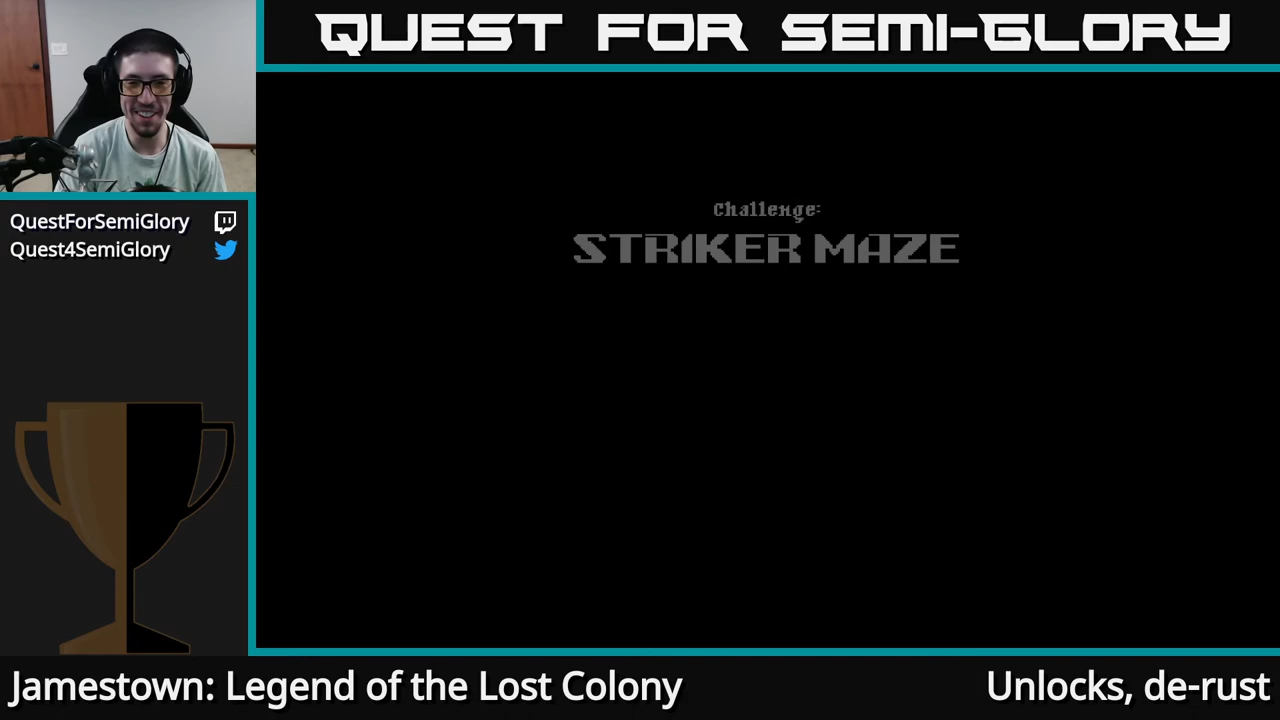 QUEST FOR SEMI-GLORY
QuestForSemiGlory
Quest4SemiGlory
Challenge:
STRIKER MAZE
Jamestown: Legend of the Lost Colony
Unlocks, de-rust